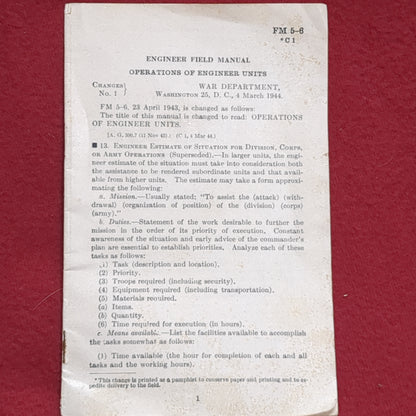 FM 5–6
*C 1
ENGINEER FIELD MANUAL
OPERATIONS OF ENGINEER UNITS
CHANGES } WAR DEPARTMENT,
No. 1 } WASHINGTON 25, D. C., 4 March 1944.
FM 5–6, 23 April 1943, is changed as follows:
The title of this manual is changed to read: OPERATIONS
OF ENGINEER UNITS.
[A. G. 300.7 (11 Nov 43).] (C 1, 4 Mar 44.)
■ 13. ENGINEER ESTIMATE OF SITUATION FOR DIVISION, CORPS,
OR ARMY OPERATIONS (Superseded).—In larger units, the engi-
neer estimate of the situation must take into consideration both
the assistance to be rendered subordinate units and that avail-
able from higher units. The estimate may take a form approxi-
mating the following:
a. Mission.—Usually stated; "To assist the (attack) (with-
drawal) (organization of position) of the (division) (corps)
(army)."
b. Duties.—Statement of the work desirable to further the
mission in the order of its priority of execution. Constant
awareness of the situation and early advice of the commander's
plan are essential to establishing priorities. Analyze each of these
tasks as follows:
(1) Task (description and location).
(2) Priority.
(3) Troops required (including security).
(4) Equipment required (including transportation).
(5) Materials required.
(a) Items.
(b) Quantity.
(6) Time required for execution (in hours).
c. Means available.—List the facilities available to accomplish
the tasks somewhat as follows:
(1) Time available (the hour for completion of each and all
tasks and the working hours).
*This change is printed as a pamphlet to conserve paper and printing and to ex-
pedite delivery to the field.
1